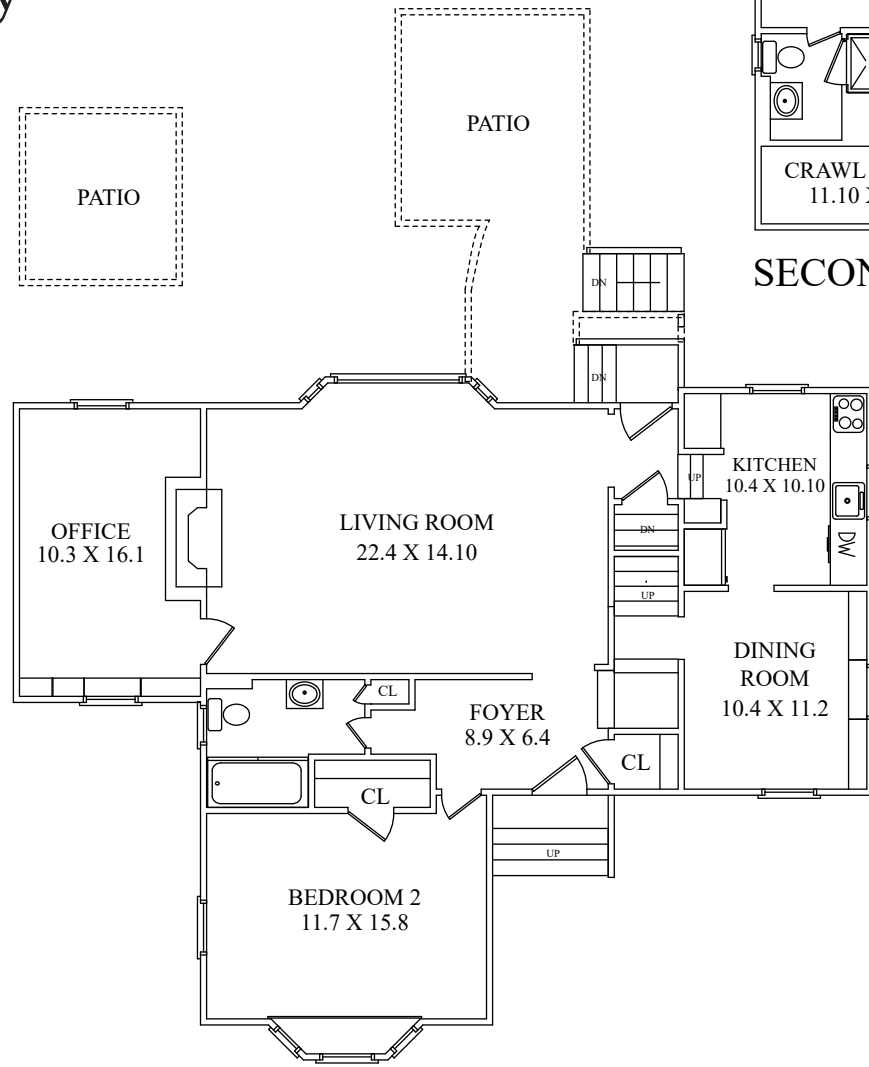 y
PATIO
PATIO
CRAWL
11.10 X
SECON
DN
DN
KITCHEN
10.4 X 10.10
UP
DW
OFFICE
10.3 X 16.1
LIVING ROOM
22.4 X 14.10
DN
UP
DINING
ROOM
10.4 X 11.2
CL
FOYER
8.9 X 6.4
CL
CL
UP
BEDROOM 2
11.7 X 15.8